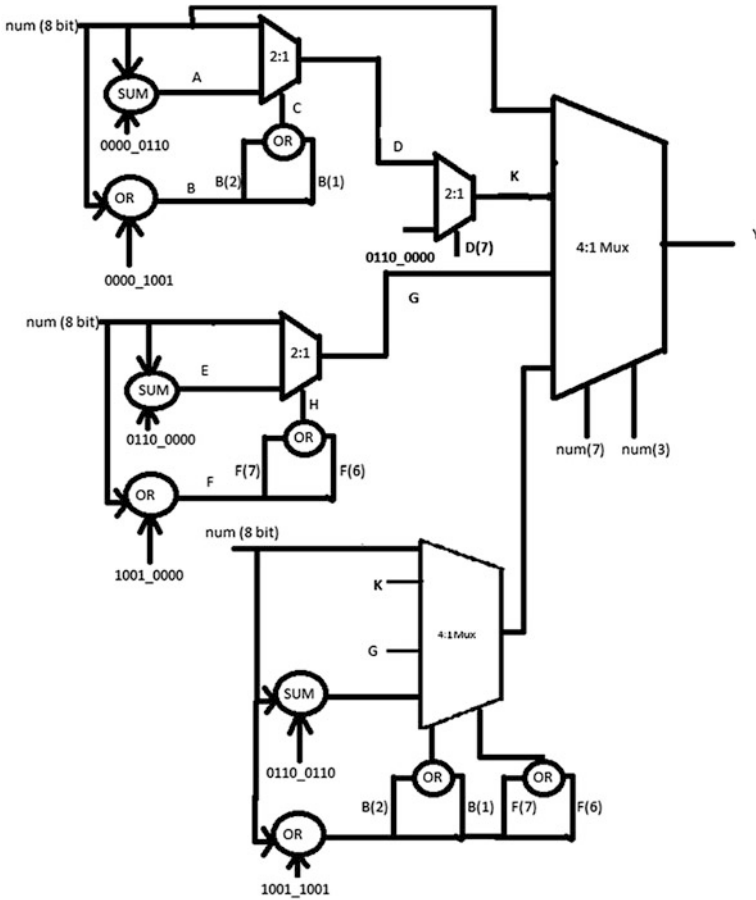 num (8 bit)
2:1
A
SUM
C
0000_0110
OR
D
B
B(2)
B(1)
OR
2:1
K
Y
D(7)
0110_0000
4:1 Mux
0000_1001
G
num (8 bit)
2:1
E
SUM
H
0110_0000
OR
num(7)
num(3)
F
F(7)
F(6)
OR
num (8 bit)
1001_0000
K
4:1Mux
G
SUM
0110_0110
OR
OR
B(2)
B(1)
F(7)
F(6)
OR
1001_1001